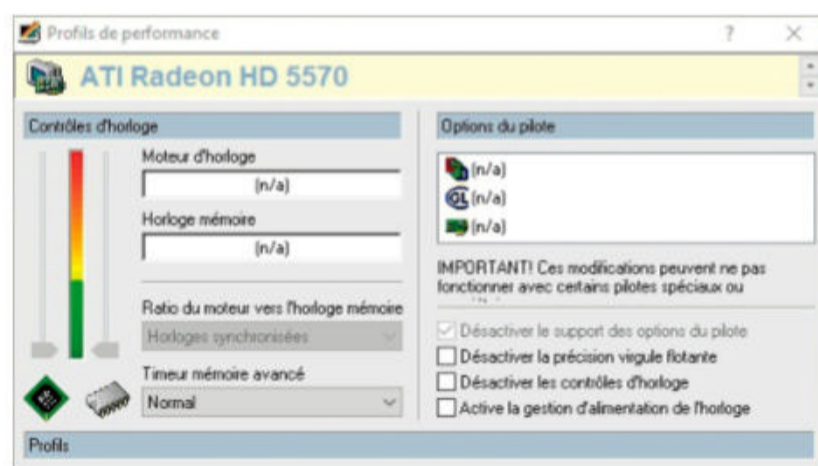 Profils de performance
ATI Radeon HD 5570
Contrôles d'horloge
Moteur d'horloge
(n/a)
Horloge mémoire
(n/a)
Ratio du moteur vers l'horloge mémoire
Horloges synchronisées
Timeur mémoire avancé
Normal
Options du pilote
(n/a)
GL (n/a)
(n/a)
IMPORTANT! Ces modifications peuvent ne pas
fonctionner avec certains pilotes spéciaux ou
Désactiver le support des options du pilote
Désactiver la précision virgule flotante
Désactiver les contrôles d'horloge
Active la gestion d'alimentation de l'horloge
Profils